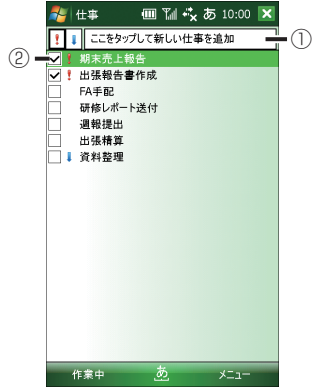 仕事 あ 10:00
ここをタップして新しい仕事を追加 ①
② 期末売上報告
出張報告書作成
FA手配
研修レポート送付
週報提出
出張精算
資料整理
作業中 あ メニュー